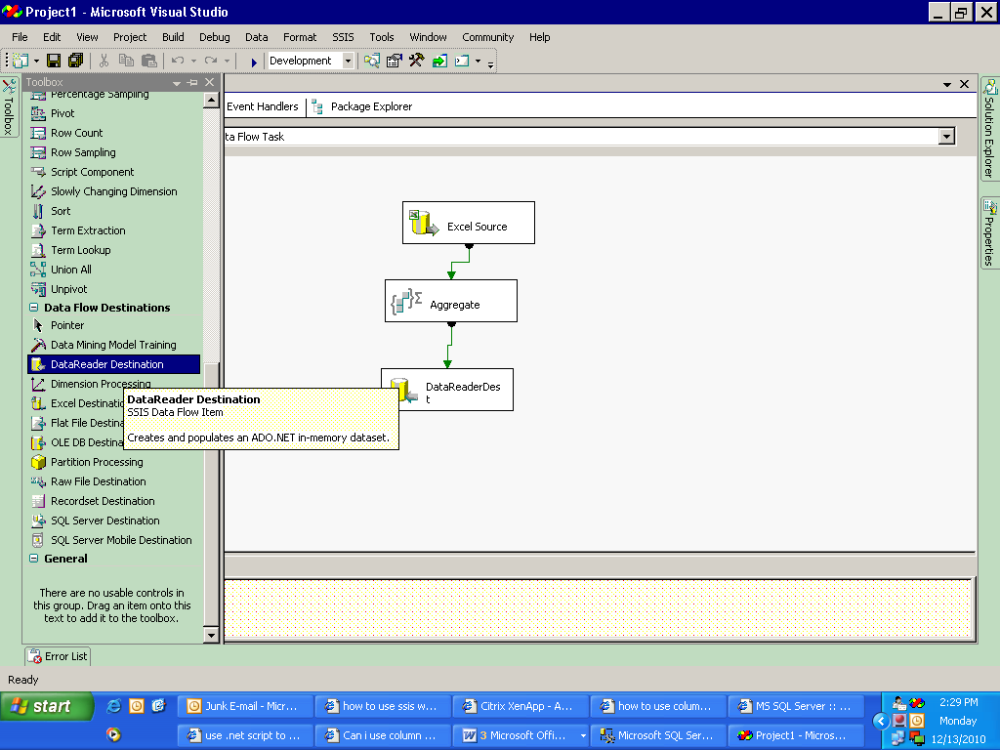 Project1 - Microsoft Visual Studio
File Edit View Project Build Debug Data Format SSIS Tools Window Community Help
Development
Toolbox
Toolbox
Percentage Sampling
Pivot
Row Count
Row Sampling
Script Component
Slowly Changing Dimension
Sort
Term Extraction
Term Lookup
Union All
Unpivot
Data Flow Destinations
Pointer
Data Mining Model Training
DataReader Destination
Dimension Processing
Excel Destinatio
Flat File Destina
OLE DB Destina
Partition Processing
Raw File Destination
Recordset Destination
SQL Server Destination
SQL Server Mobile Destination
General
There are no usable controls in
this group. Drag an item onto this
text to add it to the toolbox.
DataReader Destination
SSIS Data Flow Item
Creates and populates an ADO.NET in-memory dataset.
Event Handlers
Package Explorer
ta Flow Task
Excel Source
Aggregate
DataReaderDes
t
Solution Explorer
Properties
Error List
Ready
start
Junk E-mail - Micr...
how to use ssis w...
Citrix XenApp - A...
how to use colum...
MS SQL Server :: ...
use .net script to ...
Can i use column ...
3 Microsoft Offi...
Microsoft SQL Ser...
Project1 - Micros...
2:29 PM
Monday
12/13/2010